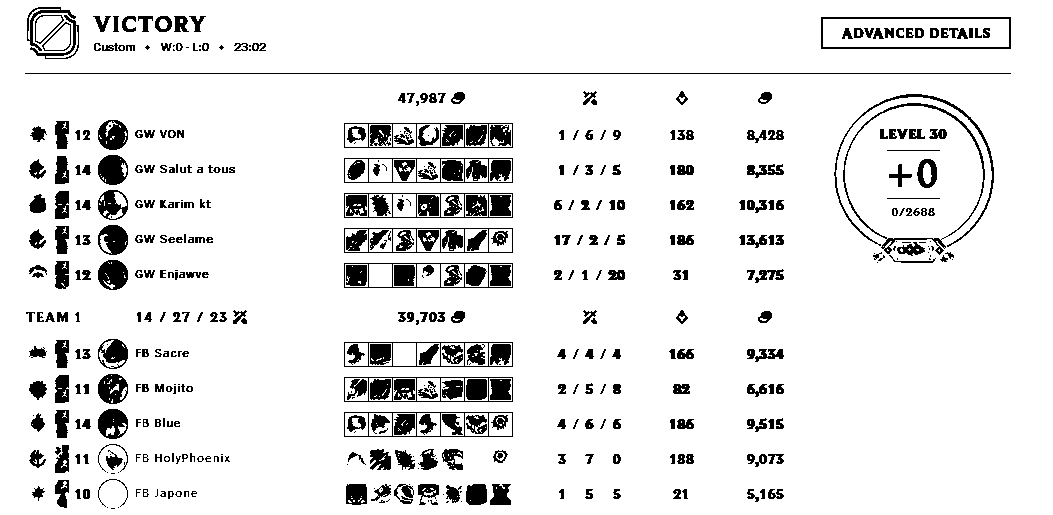 VICTORY
Custom ✦ W:0 - L:0 ✦ 23:02
ADVANCED DETAILS
47,987
12 GW VON 1 / 6 / 9 138 8,428
14 GW Salut a tous 1 / 3 / 5 180 8,355
14 GW Karim kt 6 / 2 / 10 162 10,316
13 GW Seelame 17 / 2 / 5 186 13,613
12 GW Enjawve 2 / 1 / 20 31 7,275
LEVEL 30
+0
0/2688
TEAM 1 14 / 27 / 23 39,703
13 FB Sacre 4 / 4 / 4 166 9,334
11 FB Mojito 2 / 5 / 8 82 6,616
14 FB Blue 4 / 6 / 6 186 9,515
11 FB HolyPhoenix 3 7 0 188 9,073
10 FB Japone 1 5 5 21 5,165